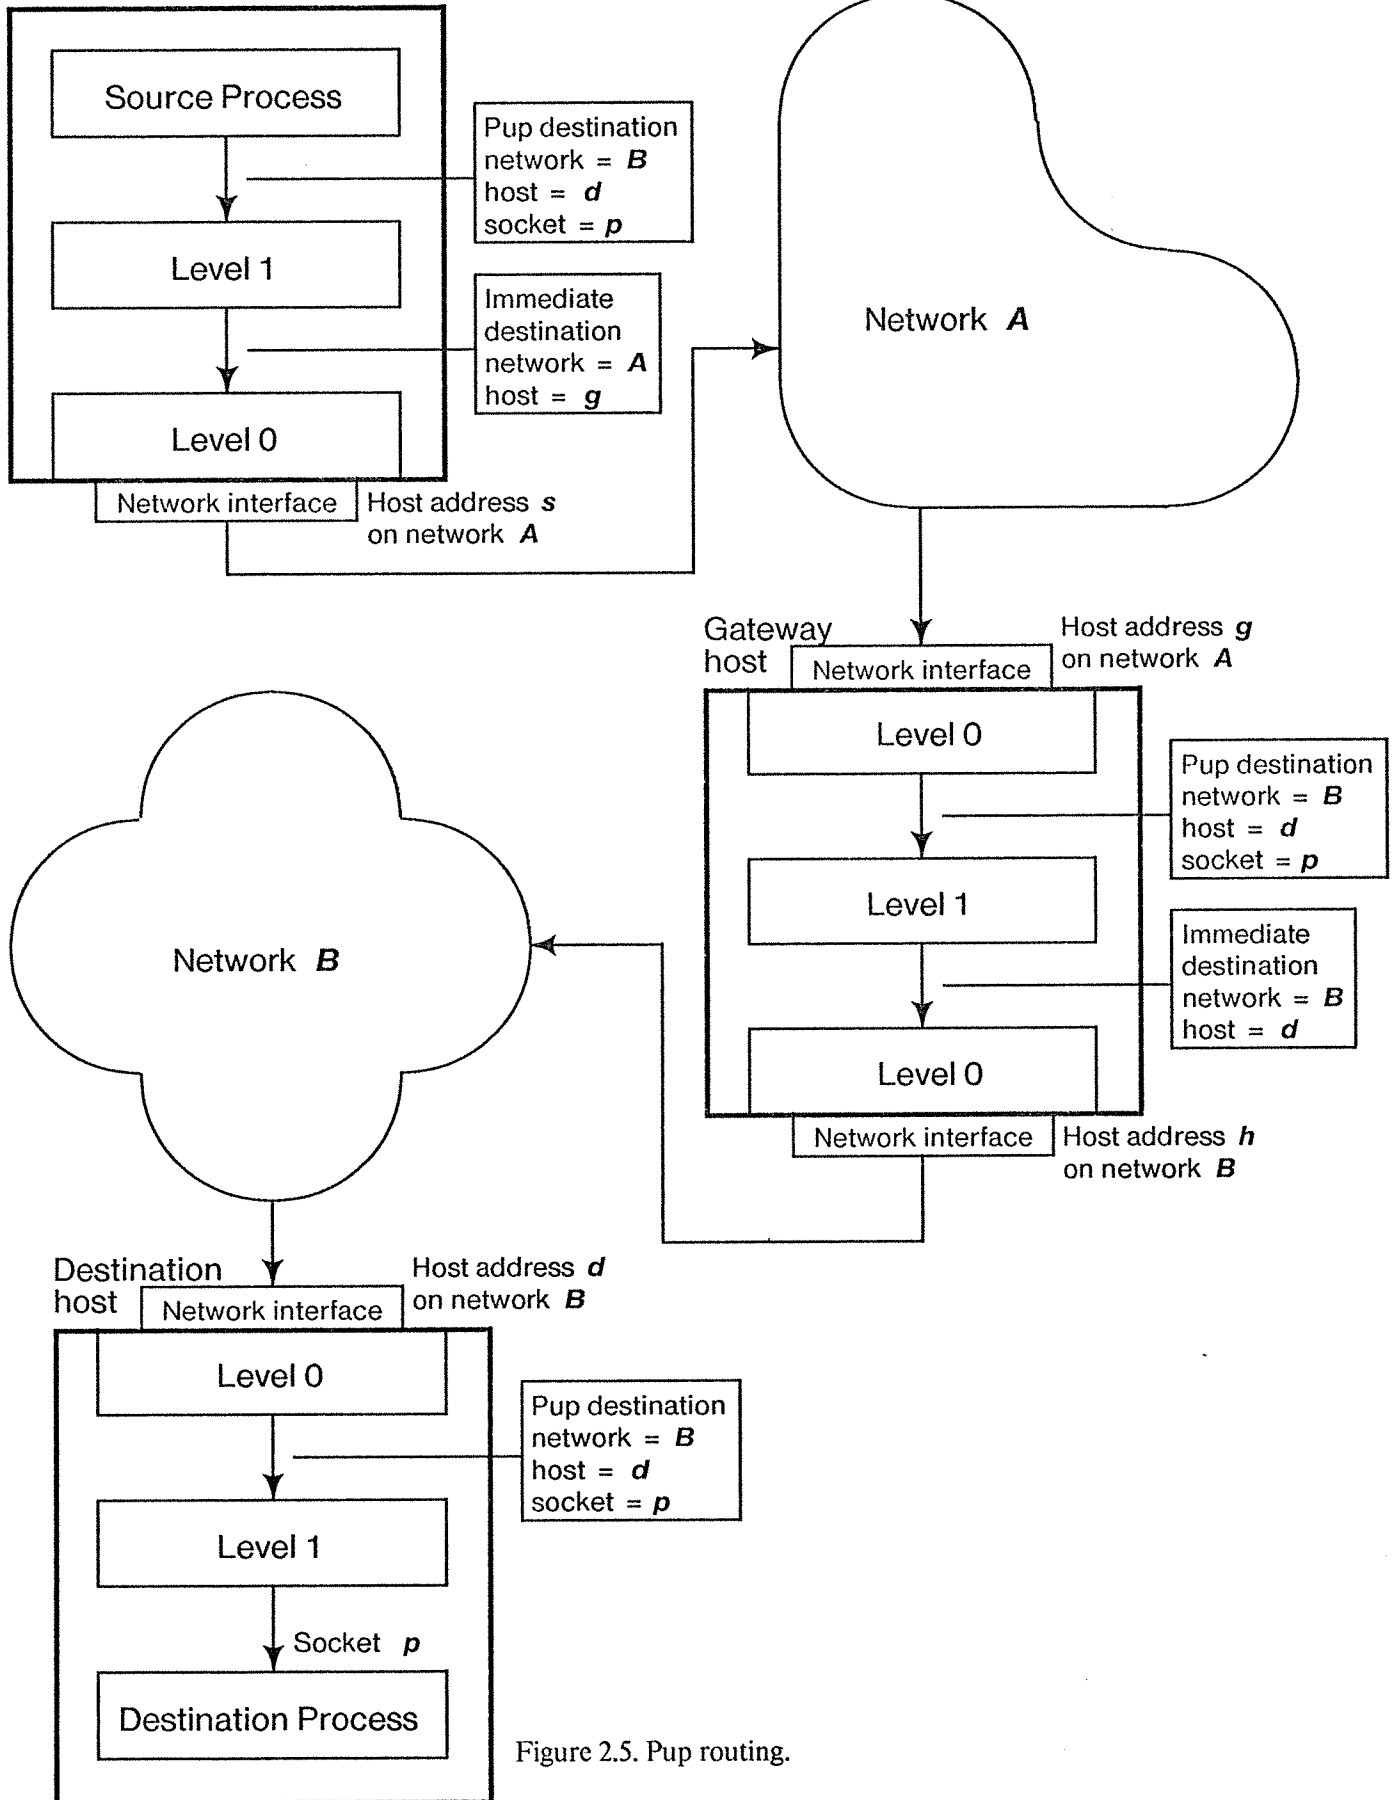 Source Process
Pup destination
network = B
host = d
socket = p
Level 1
Immediate
destination
network = A
host = g
Level 0
Network interface
Host address s
on network A
Network A
Gateway
host
Network interface
Host address g
on network A
Level 0
Pup destination
network = B
host = d
socket = p
Level 1
Immediate
destination
network = B
host = d
Level 0
Network interface
Host address h
on network B
Network B
Destination
host
Network interface
Host address d
on network B
Level 0
Pup destination
network = B
host = d
socket = p
Level 1
Socket p
Destination Process
Figure 2.5. Pup routing.